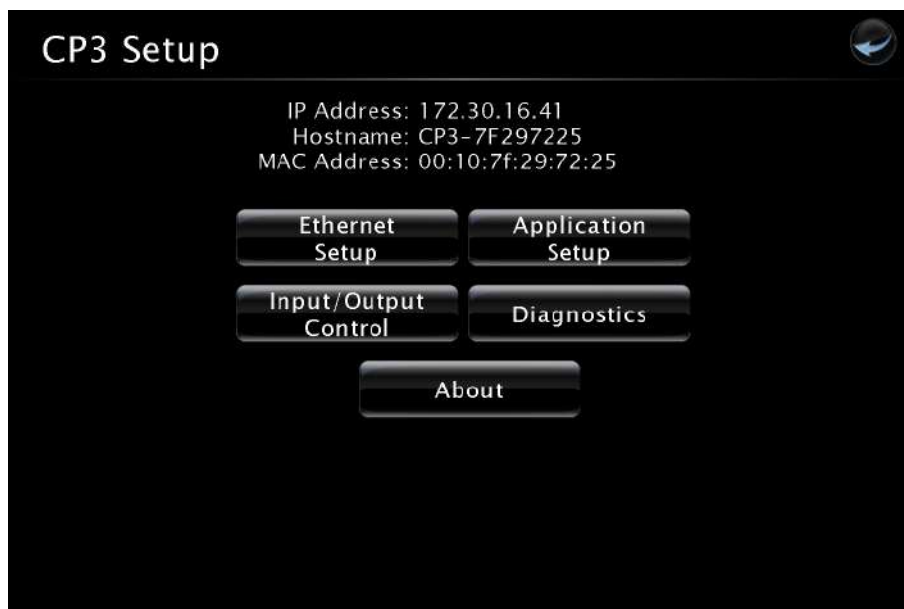 CP3 Setup
IP Address: 172.30.16.41
Hostname: CP3-7F297225
MAC Address: 00:10:7f:29:72:25
Ethernet
Setup
Application
Setup
Input/Output
Control
Diagnostics
About